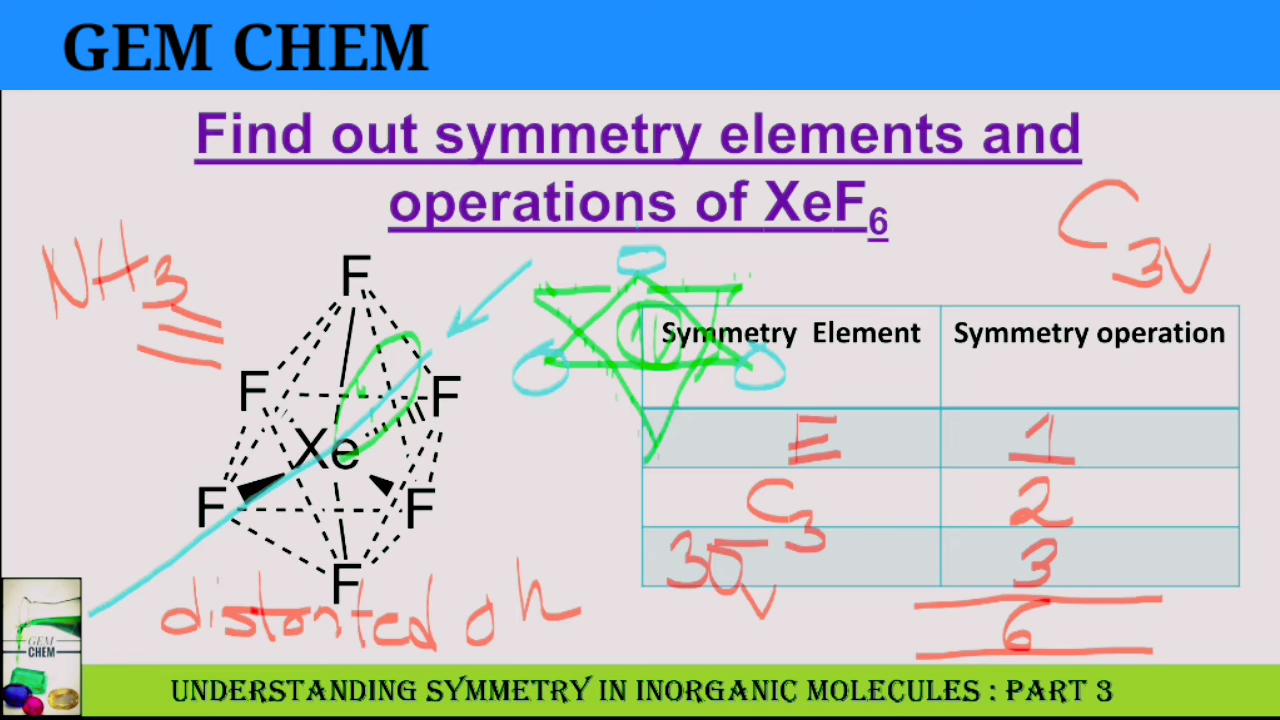 GEM CHEM
Find out symmetry elements and
operations of XeF6
C3v
NH3
F
F
F
Xe
F
F
F
Symmetry Element
Symmetry operation
E
1
C3
2
3σv
3
6
distorted oh
GEM
CHEM
UNDERSTANDING SYMMETRY IN INORGANIC MOLECULES : PART 3